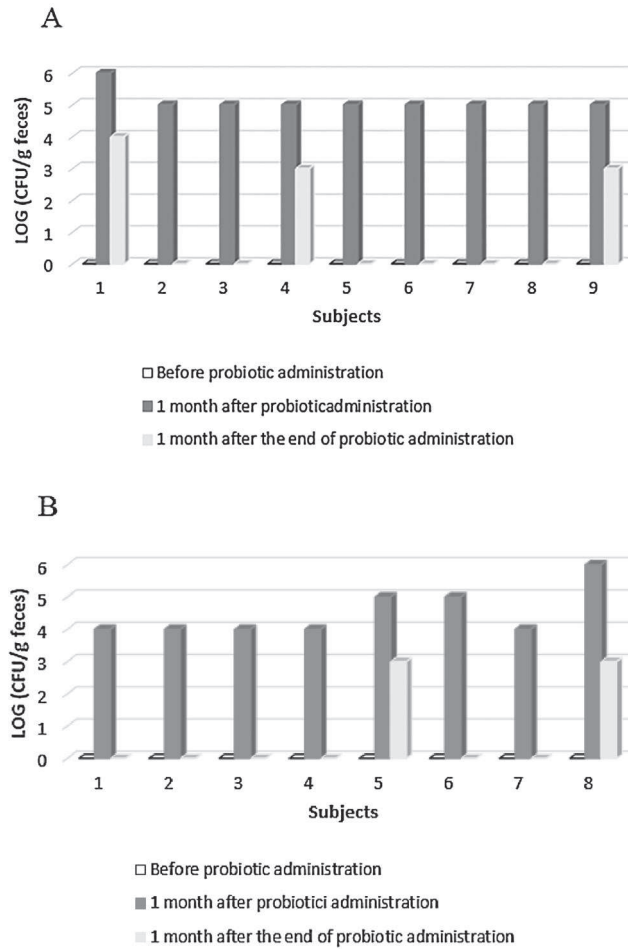 A
6
5
4
3
2
1
0
LOG (CFU/g feces)
1 2 3 4 5 6 7 8 9
Subjects
Before probiotic administration
1 month after probioticadministration
1 month after the end of probiotic administration
B
6
5
4
3
2
1
0
LOG (CFU/g feces)
1 2 3 4 5 6 7 8
Subjects
Before probiotic administration
1 month after probiotici administration
1 month after the end of probiotic administration